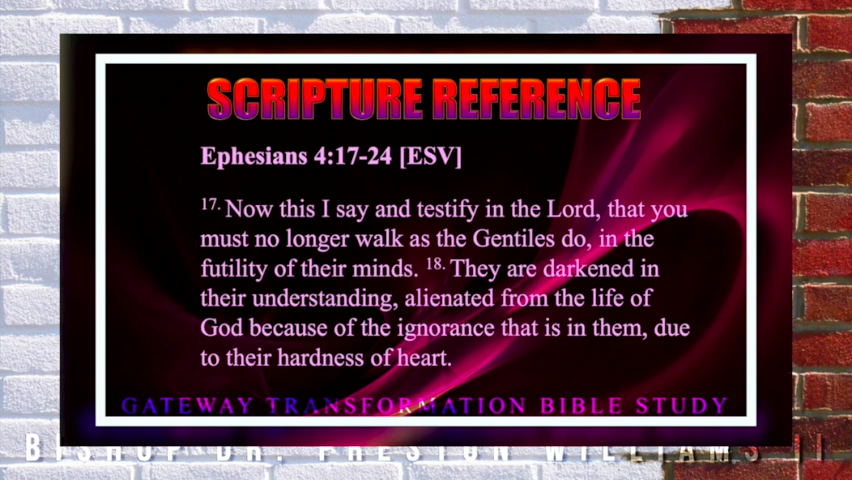 SCRIPTURE REFERENCE
Ephesians 4:17-24 [ESV]
17. Now this I say and testify in the Lord, that you
must no longer walk as the Gentiles do, in the
futility of their minds. 18. They are darkened in
their understanding, alienated from the life of
God because of the ignorance that is in them, due
to their hardness of heart.
GATEWAY TRANSFORMATION BIBLE STUDY
BISHOP DR. PRESTON WILLIAMS II